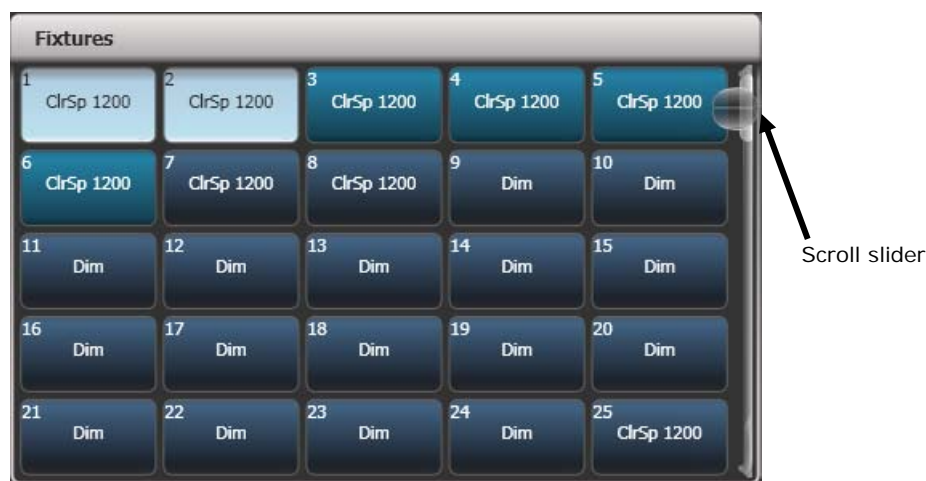 Fixtures
1 2 3 4 5
ClrSp 1200 ClrSp 1200 ClrSp 1200 ClrSp 1200 ClrSp 1200
6 7 8 9 10
ClrSp 1200 ClrSp 1200 ClrSp 1200 Dim Dim
11 12 13 14 15
Dim Dim Dim Dim Dim
Scroll slider
16 17 18 19 20
Dim Dim Dim Dim Dim
21 22 23 24 25
Dim Dim Dim Dim ClrSp 1200